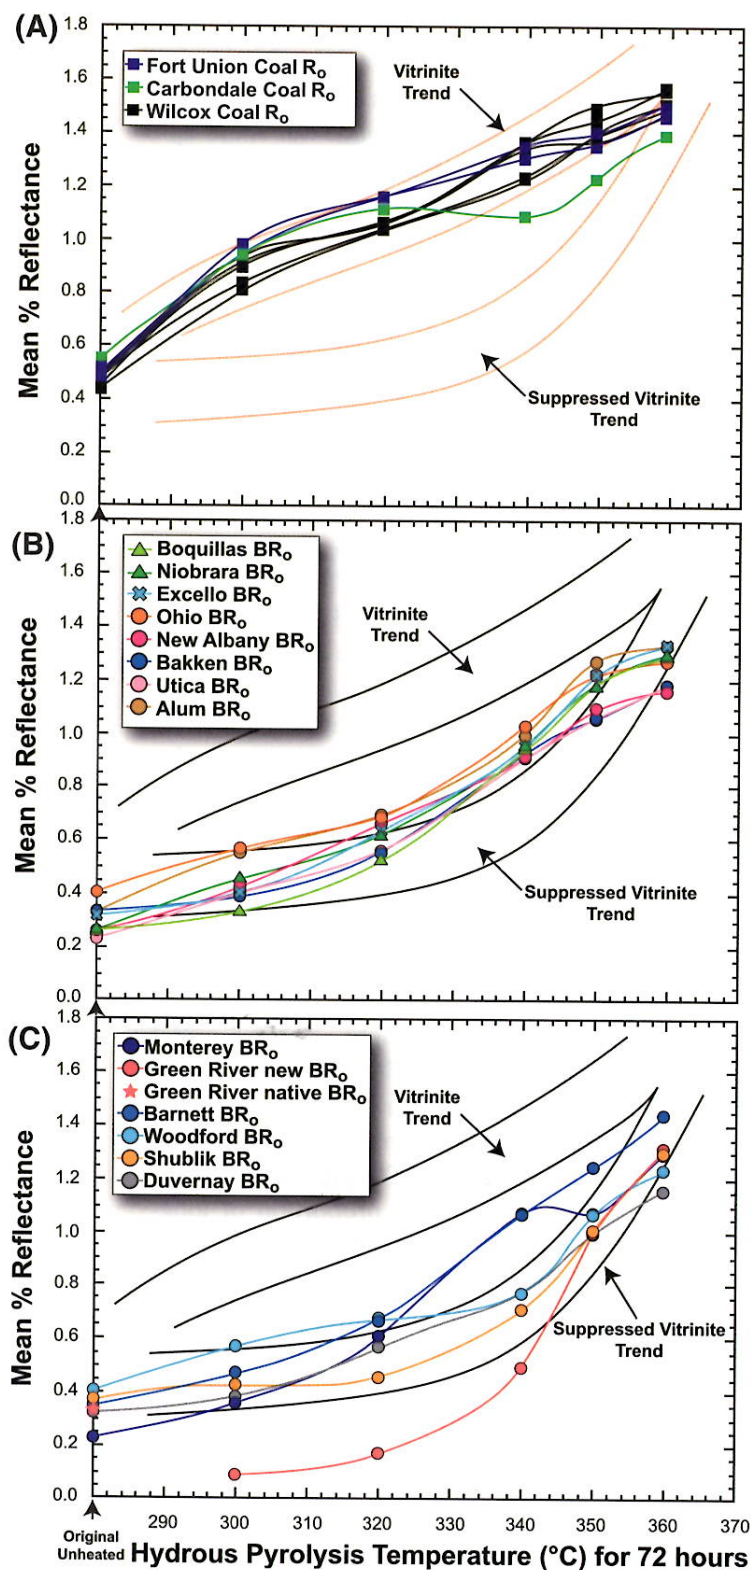 (A)
1.8
1.6
1.4
1.2
1.0
0.8
0.6
0.4
0.2
0.0
Mean % Reflectance
Fort Union Coal Ro
Carbondale Coal Ro
Wilcox Coal Ro
Vitrinite
Trend
Suppressed Vitrinite
Trend
(B)
1.8
1.6
1.4
1.2
1.0
0.8
0.6
0.4
0.2
0.0
Mean % Reflectance
Boquillas BRo
Niobrara BRo
Excello BRo
Ohio BRo
New Albany BRo
Bakken BRo
Utica BRo
Alum BRo
Vitrinite
Trend
Suppressed Vitrinite
Trend
(C)
1.8
1.6
1.4
1.2
1.0
0.8
0.6
0.4
0.2
0.0
Mean % Reflectance
Monterey BRo
Green River new BRo
Green River native BRo
Barnett BRo
Woodford BRo
Shublik BRo
Duvernay BRo
Vitrinite
Trend
Suppressed Vitrinite
Trend
290 300 310 320 330 340 350 360 370
Original
Unheated
Hydrous Pyrolysis Temperature (°C) for 72 hours